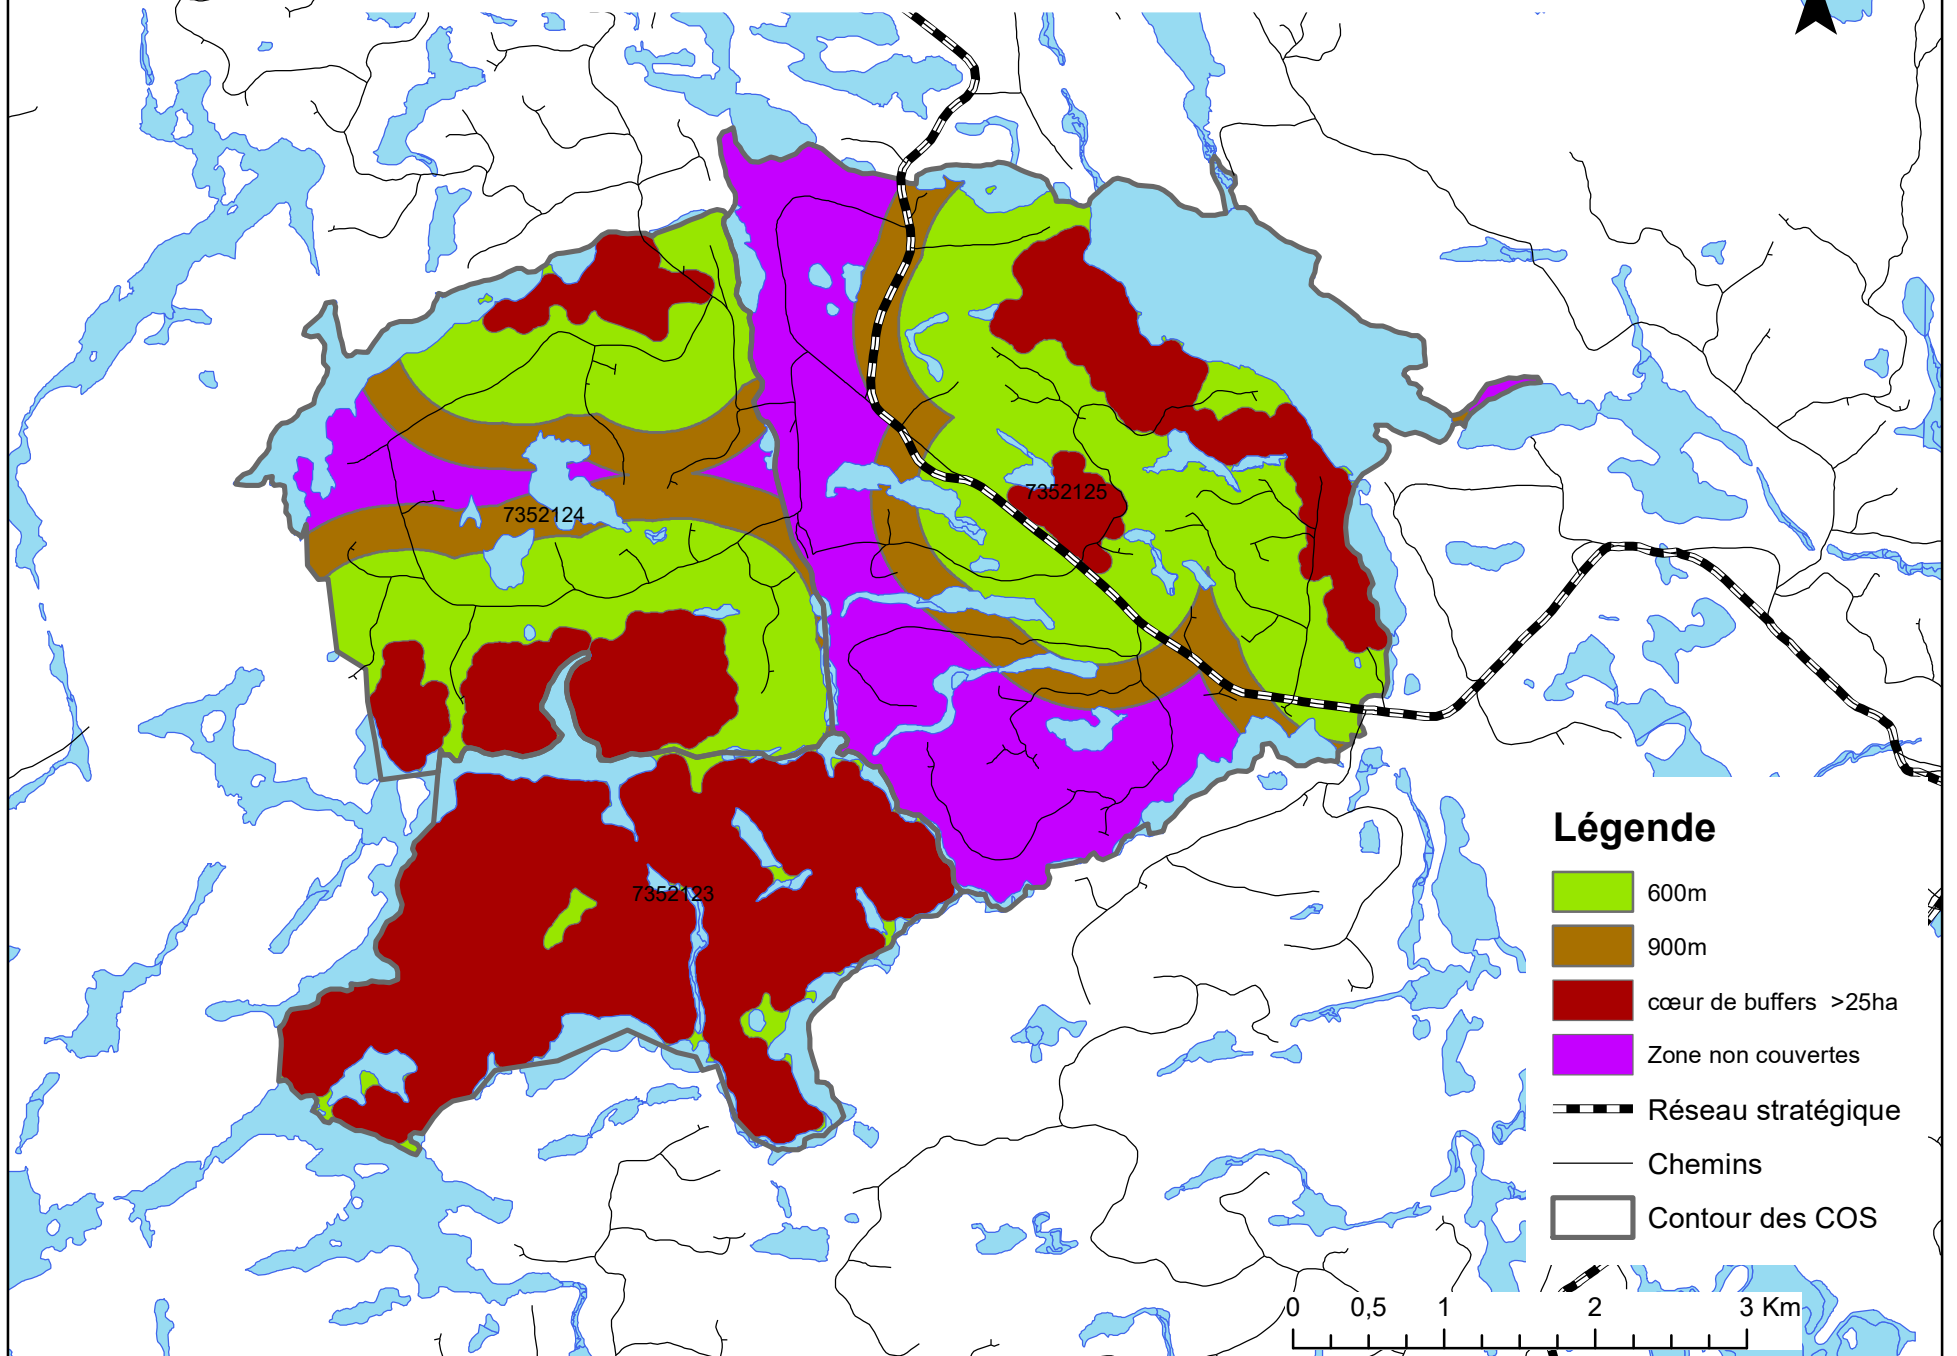 7352125
7352124
7352123
Légende
600m
900m
cœur de buffers >25ha
Zone non couvertes
Réseau stratégique
Chemins
Contour des COS
0 0,5 1 2 3 Km